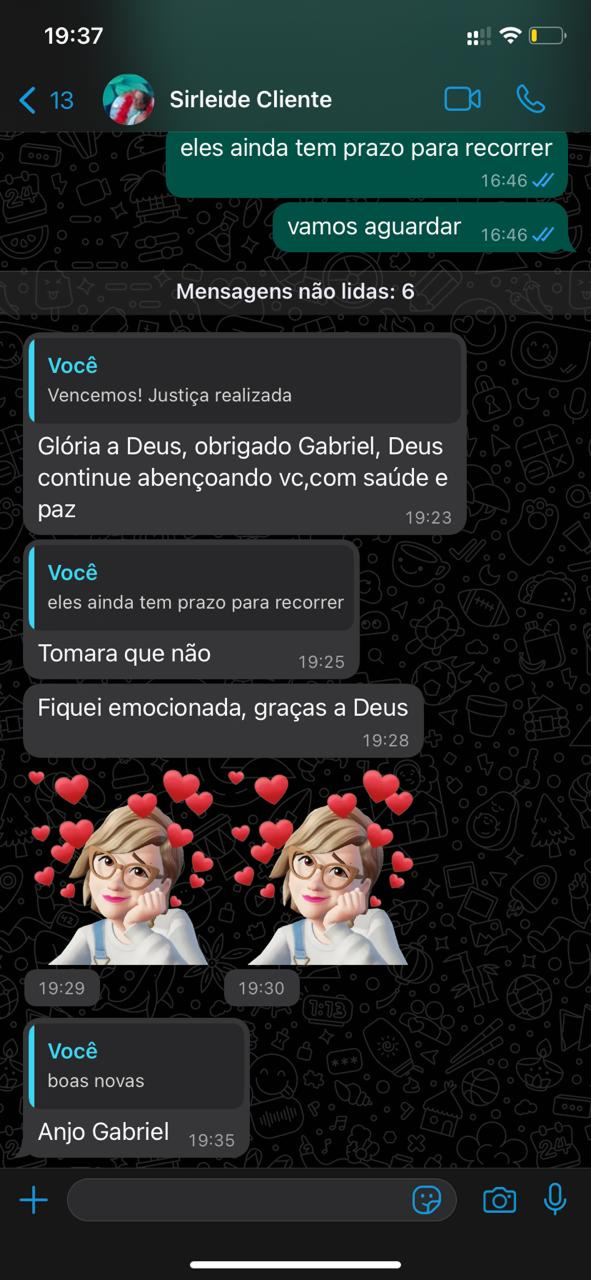 19:37
13
Sirleide Cliente
eles ainda tem prazo para recorrer
16:46
vamos aguardar
16:46
Mensagens não lidas: 6
Você
Vencemos! Justiça realizada
Glória a Deus, obrigado Gabriel, Deus
continue abençoando vc,com saúde e
paz
19:23
Você
eles ainda tem prazo para recorrer
Tomara que não
19:25
Fiquei emocionada, graças a Deus
19:28
19:29
19:30
Você
boas novas
Anjo Gabriel
19:35